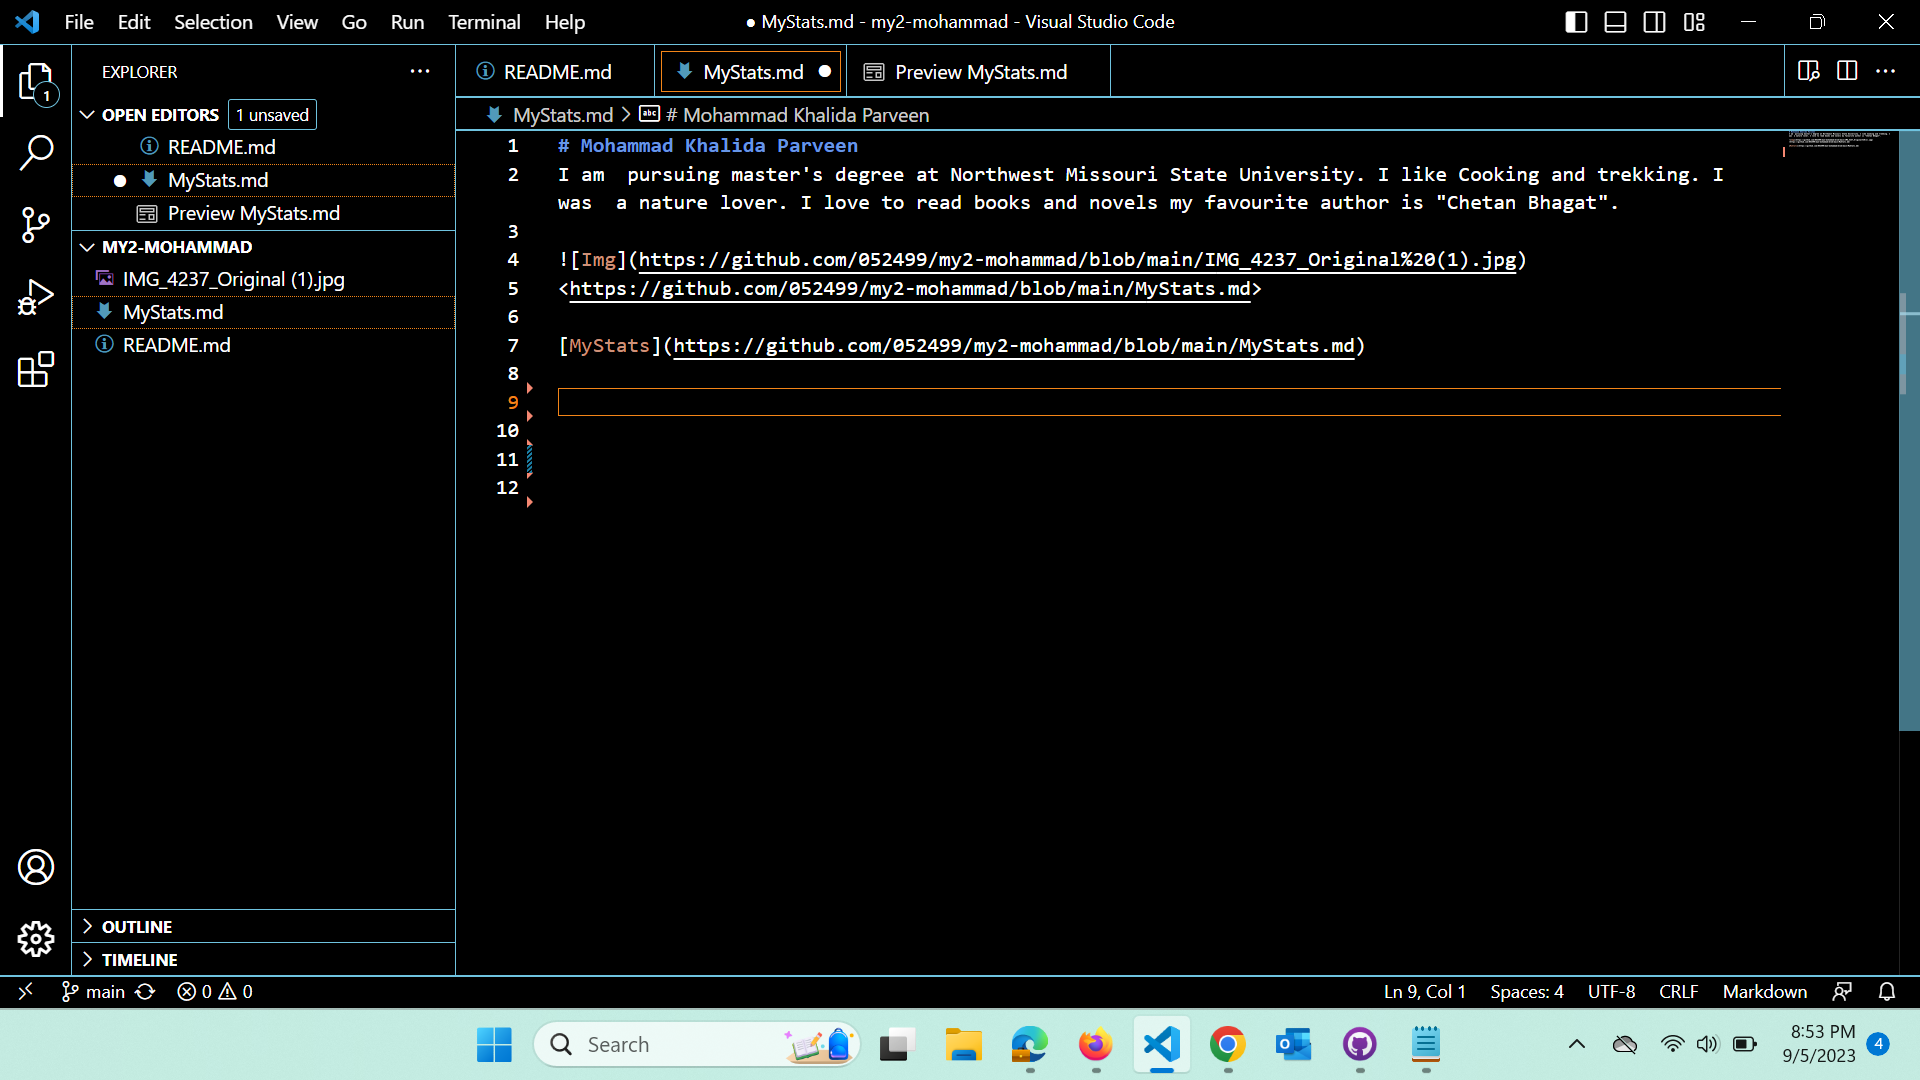 File Edit Selection View Go Run Terminal Help
● MyStats.md - my2-mohammad - Visual Studio Code
EXPLORER
1
OPEN EDITORS 1 unsaved
README.md
MyStats.md
Preview MyStats.md
MY2-MOHAMMAD
IMG_4237_Original (1).jpg
MyStats.md
README.md
OUTLINE
TIMELINE
README.md MyStats.md Preview MyStats.md
MyStats.md > abc # Mohammad Khalida Parveen
1 # Mohammad Khalida Parveen
2 I am  pursuing master's degree at Northwest Missouri State University. I like Cooking and trekking. I
was  a nature lover. I love to read books and novels my favourite author is "Chetan Bhagat".
3
4 ![Img](https://github.com/052499/my2-mohammad/blob/main/IMG_4237_Original%20(1).jpg)
5 <https://github.com/052499/my2-mohammad/blob/main/MyStats.md>
6
7 [MyStats](https://github.com/052499/my2-mohammad/blob/main/MyStats.md)
8
9
10
11
12
main 0 0 Ln 9, Col 1 Spaces: 4 UTF-8 CRLF Markdown
Search
8:53 PM
9/5/2023 4